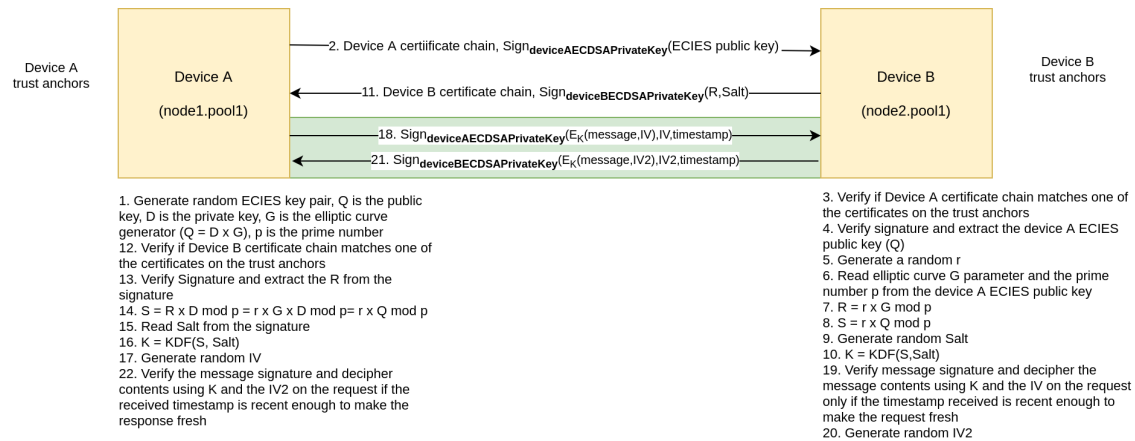 Device A
trust anchors
Device A
(node1.pool1)
2. Device A certiificate chain, SigndeviceAECDSAPrivateKey(ECIES public key)
11. Device B certificate chain, SigndeviceBECDSAPrivateKey(R,Salt)
18. SigndeviceAECDSAPrivateKey(EK(message,IV),IV,timestamp)
21. SigndeviceBECDSAPrivateKey(EK(message,IV2),IV2,timestamp)
Device B
(node2.pool1)
Device B
trust anchors
1. Generate random ECIES key pair, Q is the public
key, D is the private key, G is the elliptic curve
generator (Q = D x G), p is the prime number
12. Verify if Device B certificate chain matches one of
the certificates on the trust anchors
13. Verify Signature and extract the R from the
signature
14. S = R x D mod p = r x G x D mod p= r x Q mod p
15. Read Salt from the signature
16. K = KDF(S, Salt)
17. Generate random IV
22. Verify the message signature and decipher
contents using K and the IV2 on the request if the
received timestamp is recent enough to make the
response fresh
3. Verify if Device A certificate chain matches one of
the certificates on the trust anchors
4. Verify signature and extract the device A ECIES
public key (Q)
5. Generate a random r
6. Read elliptic curve G parameter and the prime
number p from the device A ECIES public key
7. R = r x G mod p
8. S = r x Q mod p
9. Generate random Salt
10. K = KDF(S,Salt)
19. Verify message signature and decipher the
message contents using K and the IV on the request
only if the timestamp received is recent enough to
make the request fresh
20. Generate random IV2